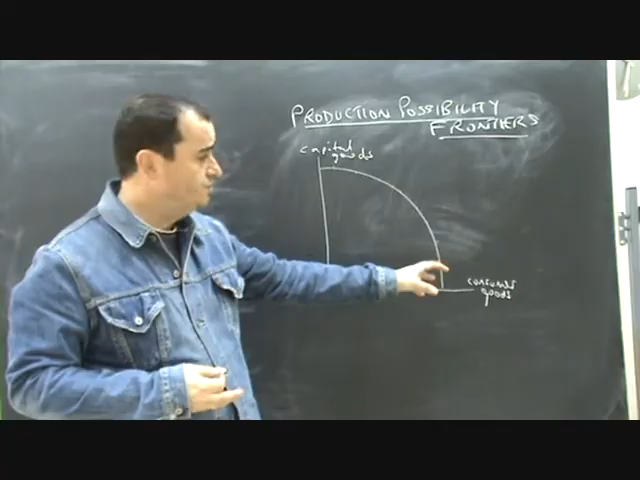 PRODUCTION POSSIBILITY
FRONTIERS
capital
goods
consumer
goods